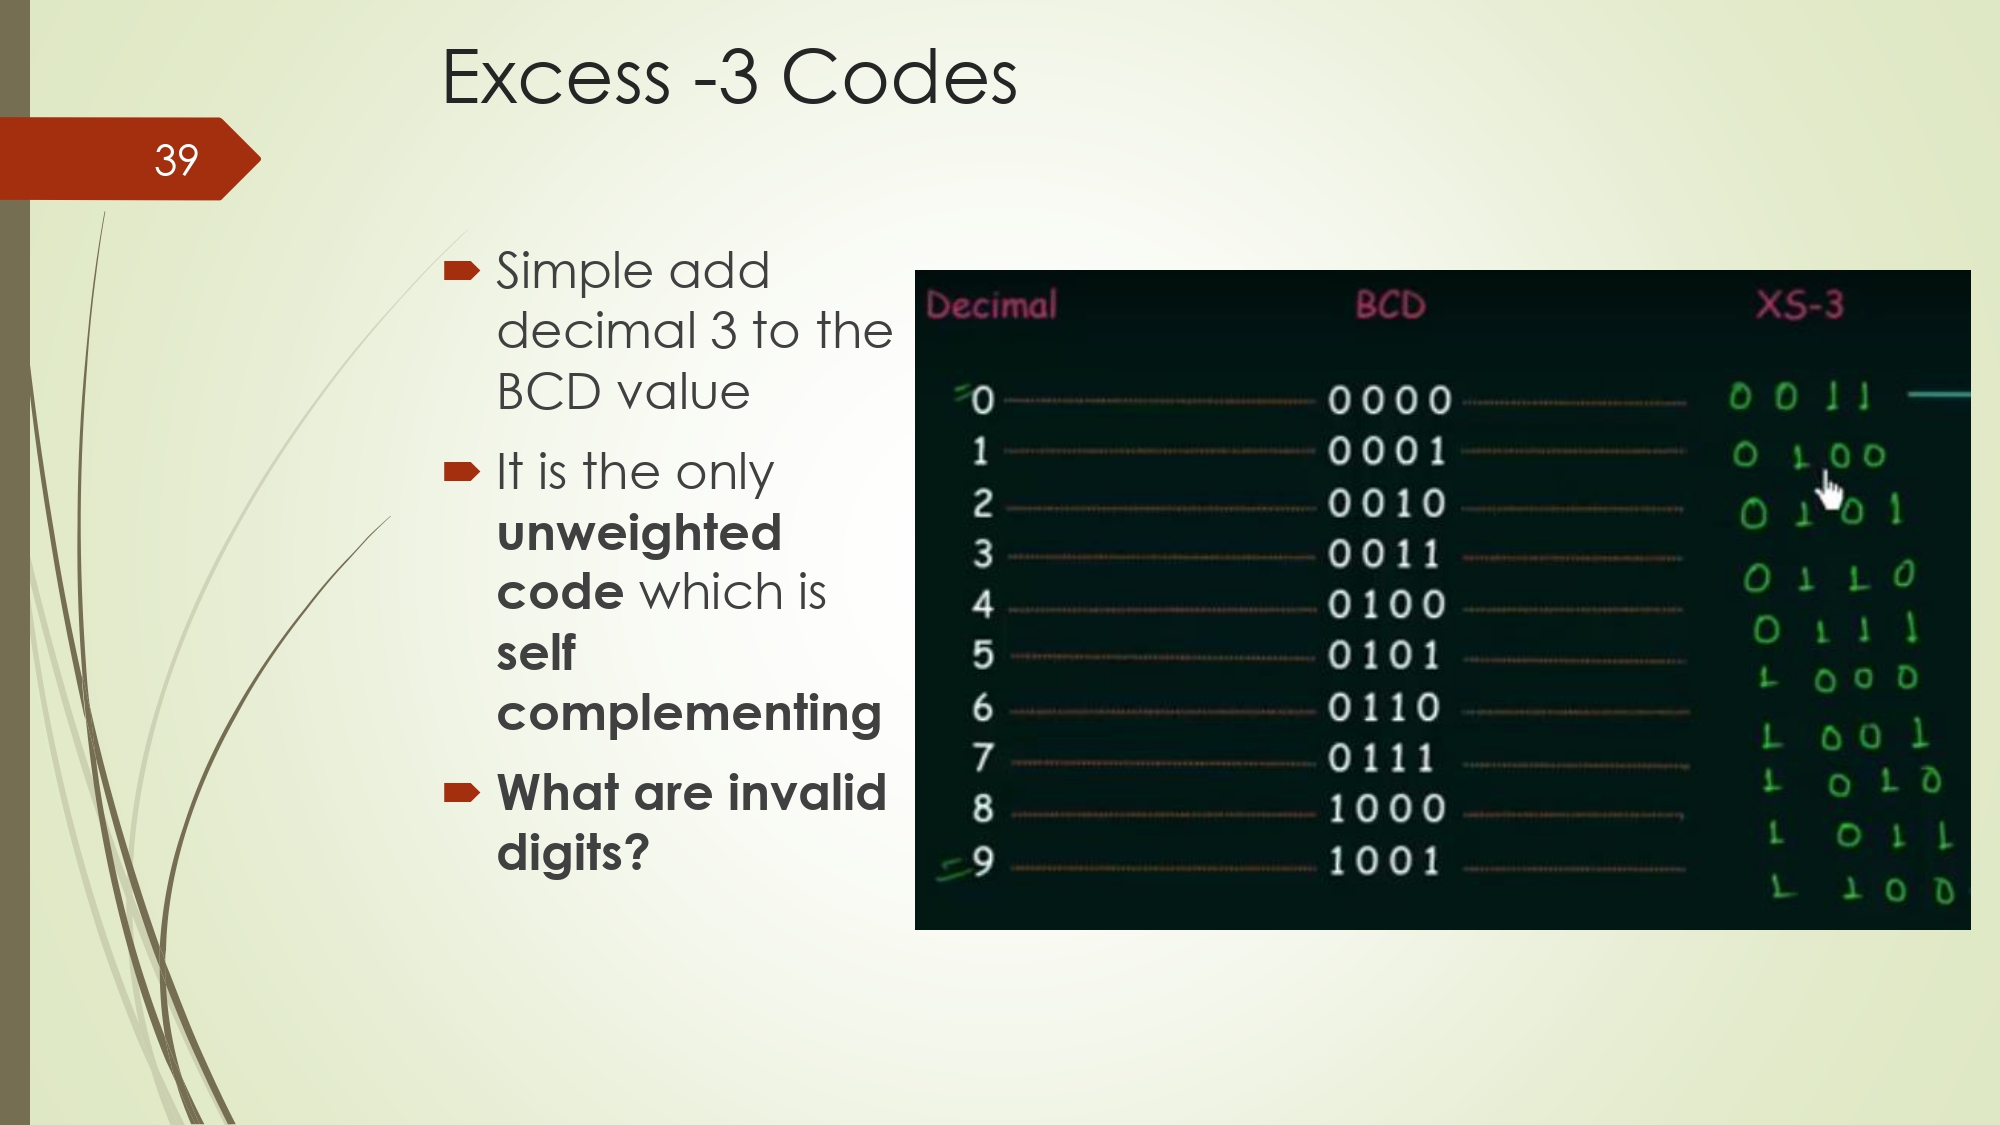 Excess -3 Codes
39
Simple add
decimal 3 to the
BCD value
It is the only
unweighted
code which is
self
complementing
What are invalid
digits?
Decimal BCD XS-3
0 0000 0011
1 0001 0100
2 0010 0101
3 0011 0110
4 0100 0111
5 0101 1000
6 0110 1001
7 0111 1010
8 1000 1011
9 1001 1100